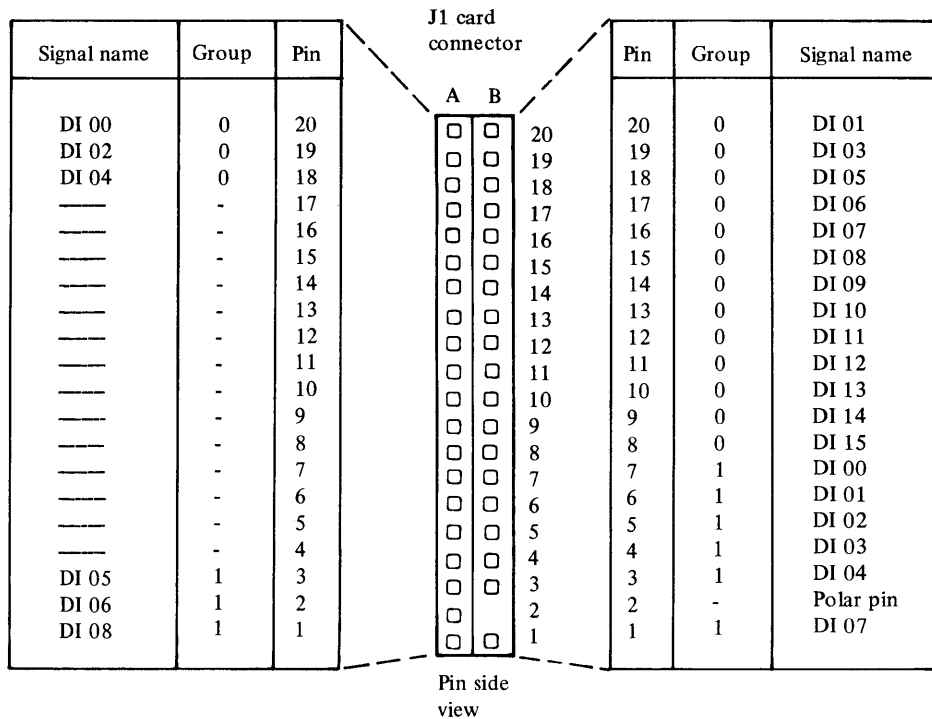 J1 card
connector
Signal name Group Pin
DI 00 0 20
DI 02 0 19
DI 04 0 18
—— - 17
—— - 16
—— - 15
—— - 14
—— - 13
—— - 12
—— - 11
—— - 10
—— - 9
—— - 8
—— - 7
—— - 6
—— - 5
—— - 4
DI 05 1 3
DI 06 1 2
DI 08 1 1
A B
20
19
18
17
16
15
14
13
12
11
10
9
8
7
6
5
4
3
2
1
Pin side
view
Pin Group Signal name
20 0 DI 01
19 0 DI 03
18 0 DI 05
17 0 DI 06
16 0 DI 07
15 0 DI 08
14 0 DI 09
13 0 DI 10
12 0 DI 11
11 0 DI 12
10 0 DI 13
9 0 DI 14
8 0 DI 15
7 1 DI 00
6 1 DI 01
5 1 DI 02
4 1 DI 03
3 1 DI 04
2 - Polar pin
1 1 DI 07